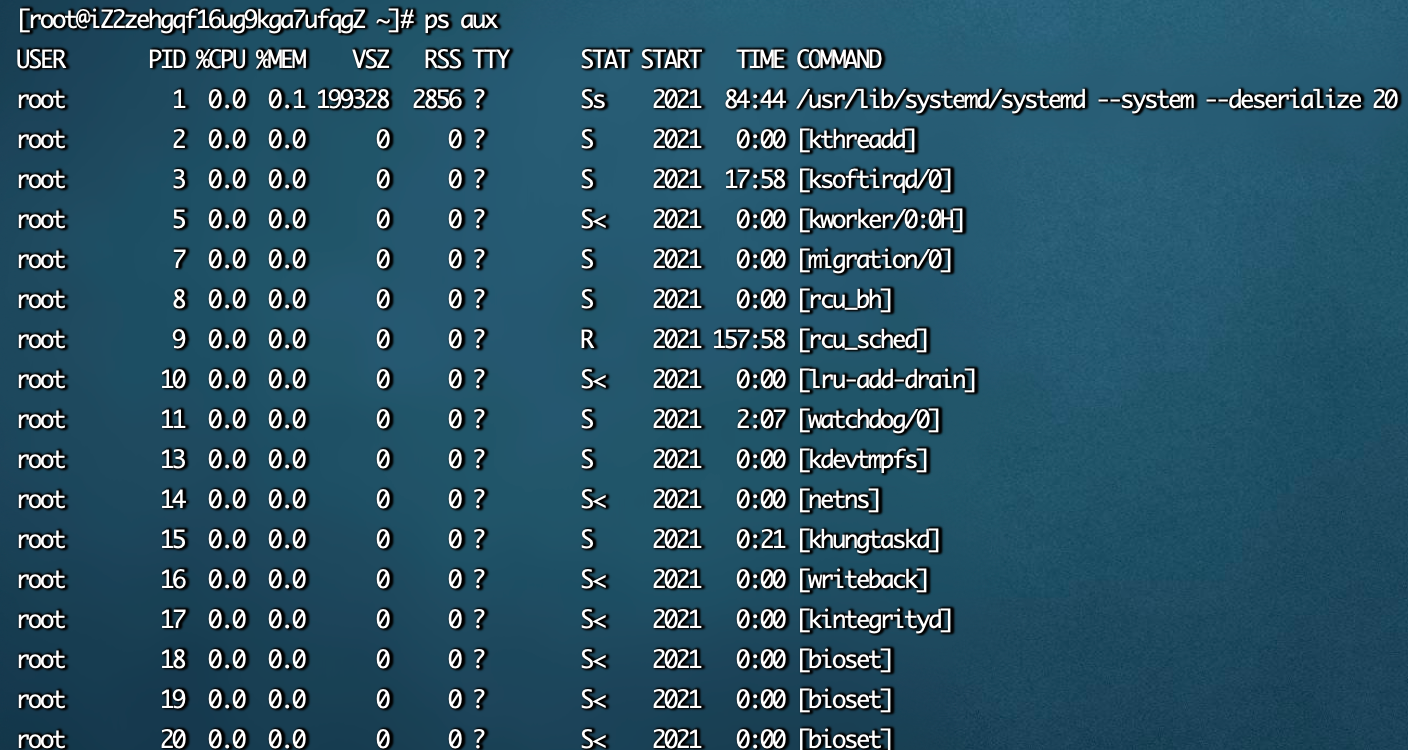 [root@iZ2zehgqf16ug9kga7ufqgZ ~]# ps aux
USER       PID %CPU %MEM    VSZ   RSS TTY      STAT START   TIME COMMAND
root         1  0.0  0.1 199328  2856 ?        Ss    2021  84:44 /usr/lib/systemd/systemd --system --deserialize 20
root         2  0.0  0.0      0     0 ?        S     2021   0:00 [kthreadd]
root         3  0.0  0.0      0     0 ?        S     2021  17:58 [ksoftirqd/0]
root         5  0.0  0.0      0     0 ?        S<    2021   0:00 [kworker/0:0H]
root         7  0.0  0.0      0     0 ?        S     2021   0:00 [migration/0]
root         8  0.0  0.0      0     0 ?        S     2021   0:00 [rcu_bh]
root         9  0.0  0.0      0     0 ?        R     2021 157:58 [rcu_sched]
root        10  0.0  0.0      0     0 ?        S<    2021   0:00 [lru-add-drain]
root        11  0.0  0.0      0     0 ?        S     2021   2:07 [watchdog/0]
root        13  0.0  0.0      0     0 ?        S     2021   0:00 [kdevtmpfs]
root        14  0.0  0.0      0     0 ?        S<    2021   0:00 [netns]
root        15  0.0  0.0      0     0 ?        S     2021   0:21 [khungtaskd]
root        16  0.0  0.0      0     0 ?        S<    2021   0:00 [writeback]
root        17  0.0  0.0      0     0 ?        S<    2021   0:00 [kintegrityd]
root        18  0.0  0.0      0     0 ?        S<    2021   0:00 [bioset]
root        19  0.0  0.0      0     0 ?        S<    2021   0:00 [bioset]
root        20  0.0  0.0      0     0 ?        S<    2021   0:00 [bioset]